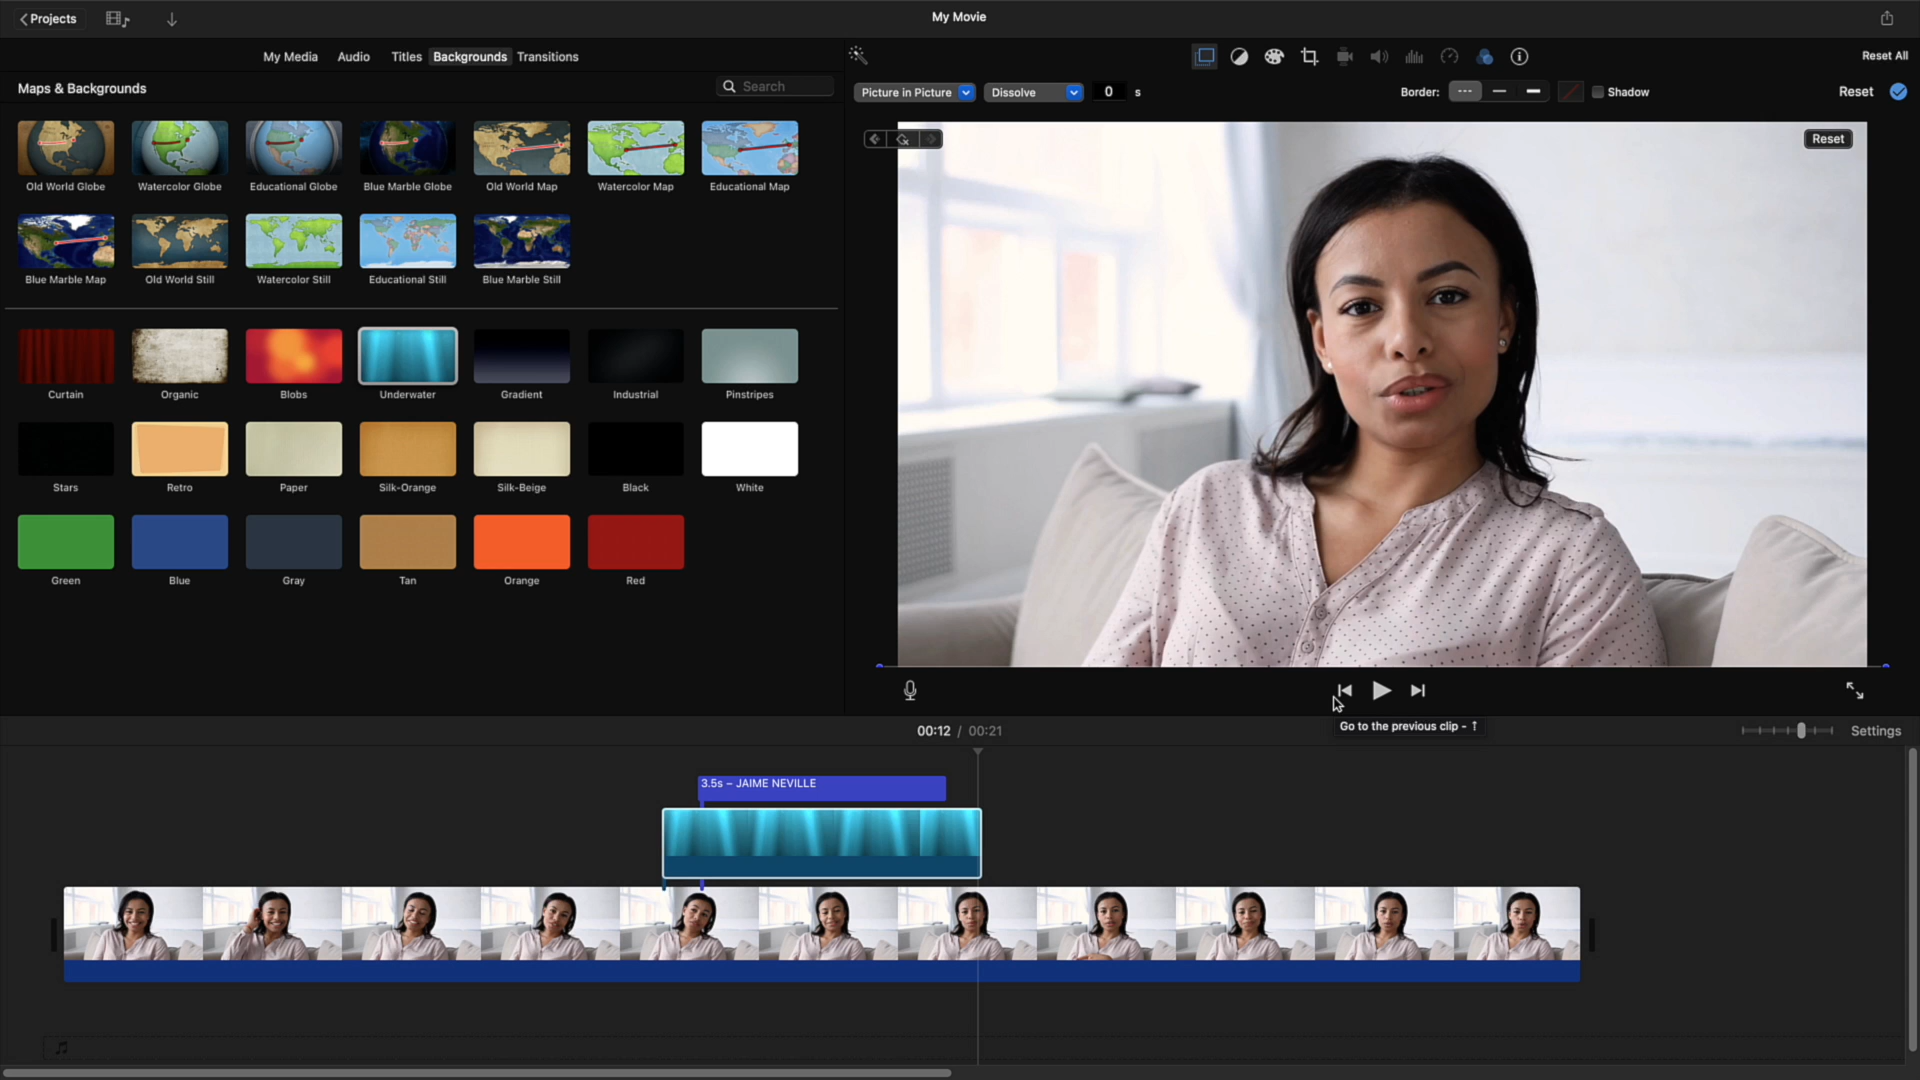 Projects
My Movie
My Media Audio Titles Backgrounds Transitions
Reset All
Maps & Backgrounds
Search
Picture in Picture Dissolve 0 s
Border: Shadow
Reset
Reset
Old World Globe Watercolor Globe Educational Globe Blue Marble Globe Old World Map Watercolor Map Educational Map
Blue Marble Map Old World Still Watercolor Still Educational Still Blue Marble Still
Curtain Organic Blobs Underwater Gradient Industrial Pinstripes
Stars Retro Paper Silk-Orange Silk-Beige Black White
Green Blue Gray Tan Orange Red
Go to the previous clip - ↑
00:12 / 00:21
Settings
3.5s – JAIME NEVILLE